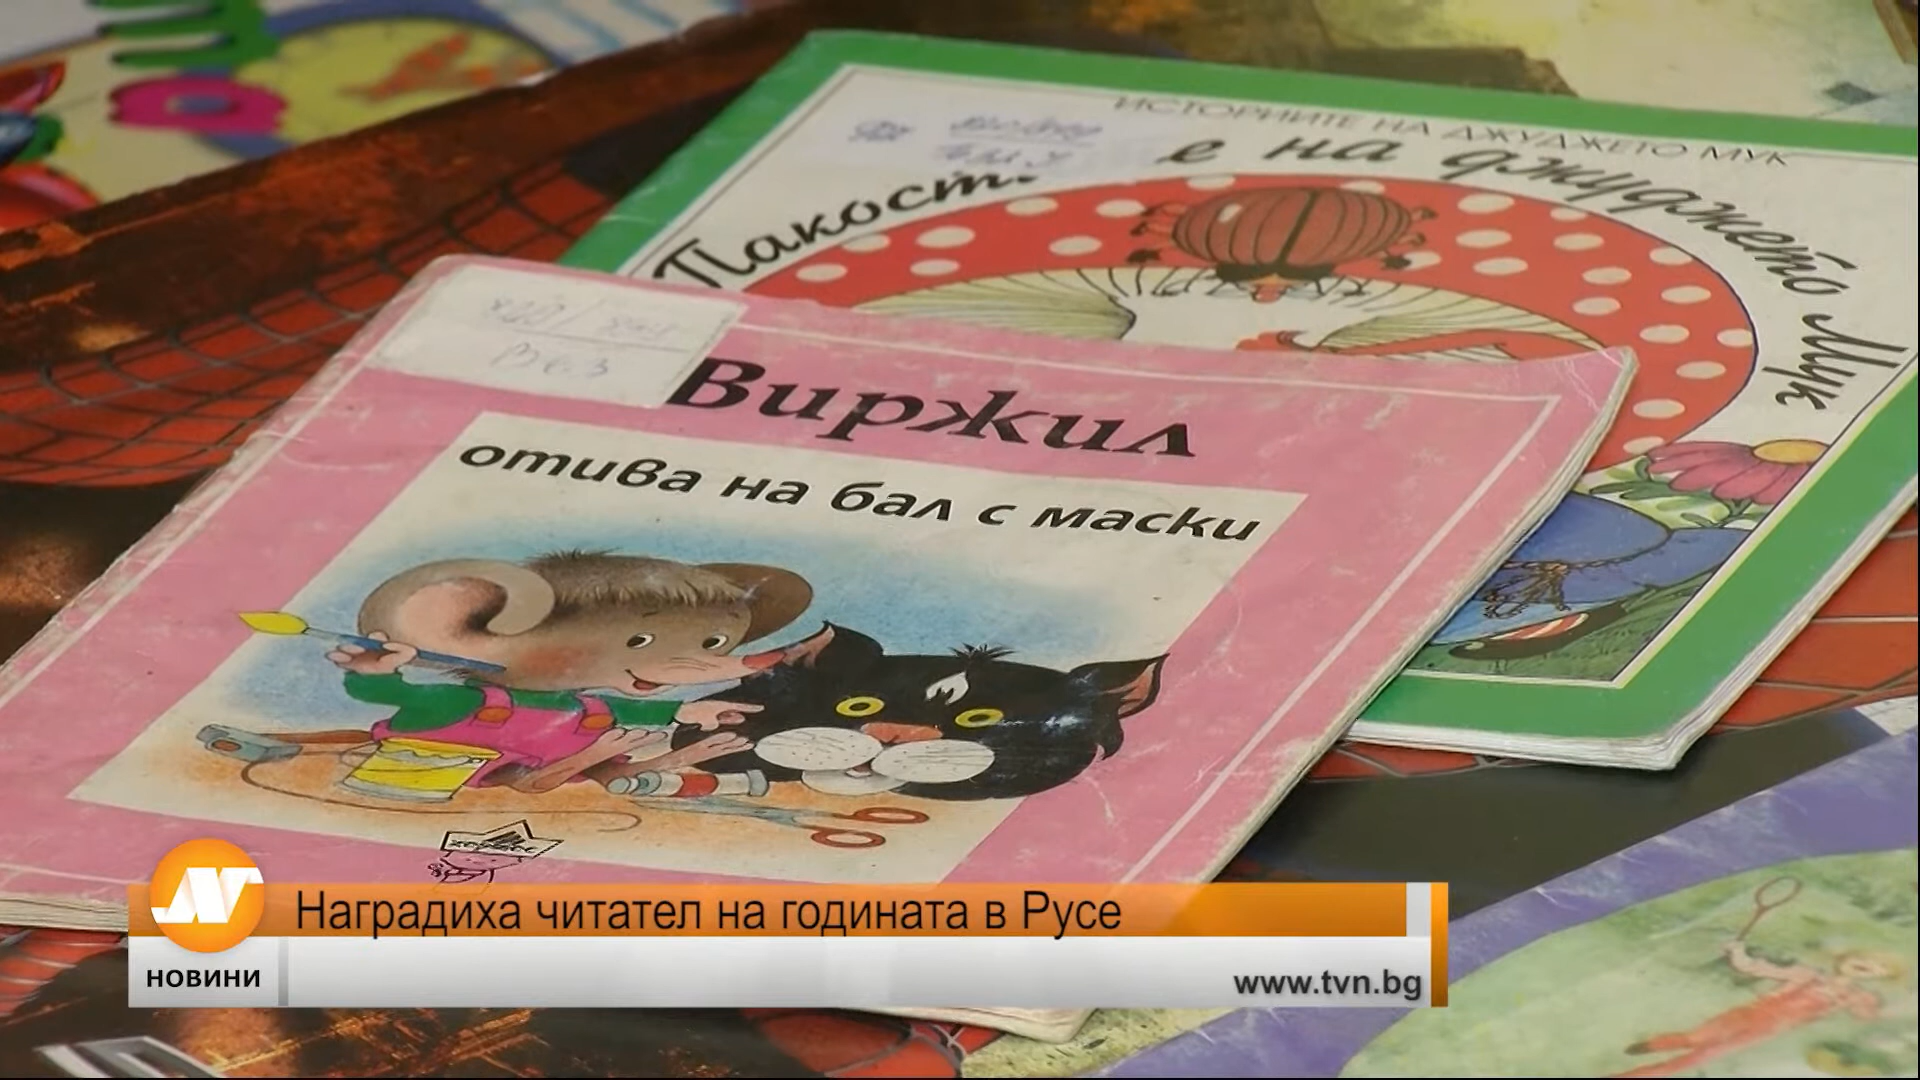 ИСТОРИИТЕ НА ДЖУДЖЕТО МУК
е на джуджето Мук
Виржил
отива на бал с маски
Наградиха читател на годината в Русе
НОВИНИ
www.tvn.bg